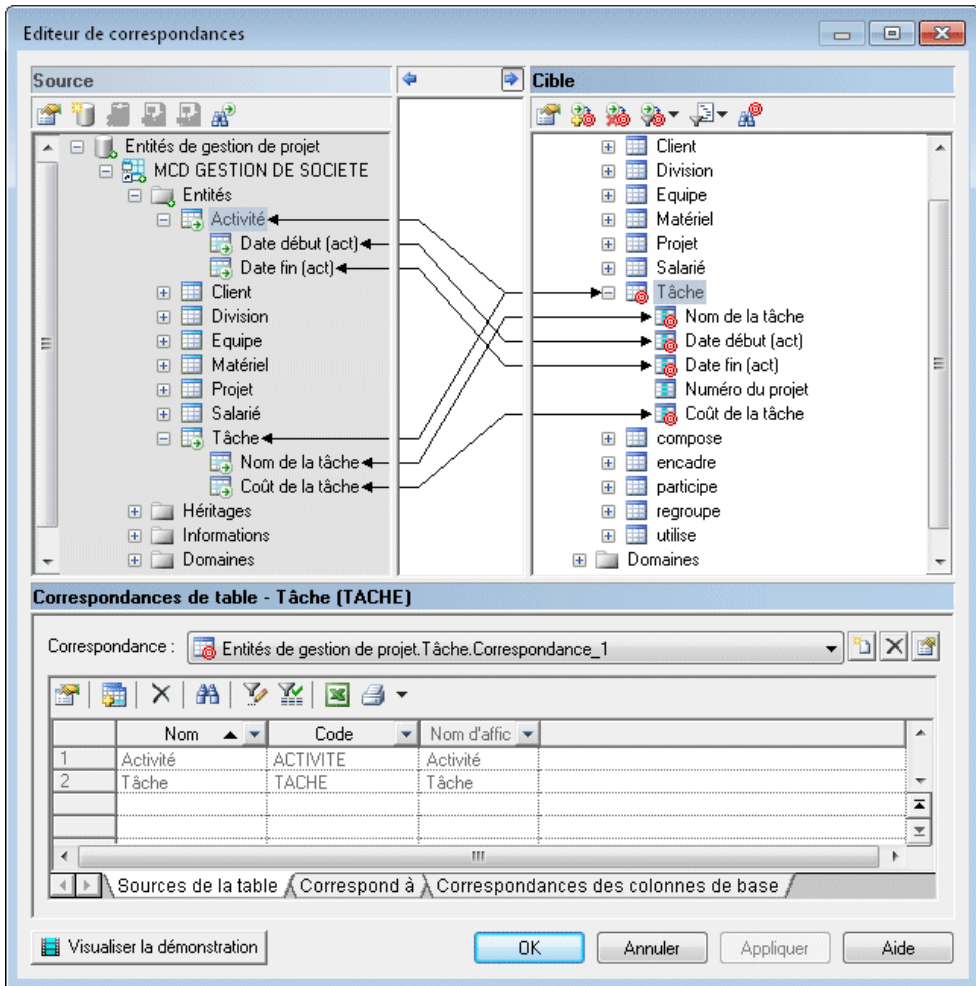 Editeur de correspondances
Source
Cible
Entités de gestion de projet
MCD GESTION DE SOCIETE
Entités
Activité
Date début (act)
Date fin (act)
Client
Division
Equipe
Matériel
Projet
Salarié
Tâche
Nom de la tâche
Coût de la tâche
Héritages
Informations
Domaines
Client
Division
Equipe
Matériel
Projet
Salarié
Tâche
Nom de la tâche
Date début (act)
Date fin (act)
Numéro du projet
Coût de la tâche
compose
encadre
participe
regroupe
utilise
Domaines
Correspondances de table - Tâche (TACHE)
Correspondance : Entités de gestion de projet.Tâche.Correspondance_1
Nom Code Nom d'affic
1 Activité ACTIVITE Activité
2 Tâche TACHE Tâche
Sources de la table Correspond à Correspondances des colonnes de base
Visualiser la démonstration OK Annuler Appliquer Aide